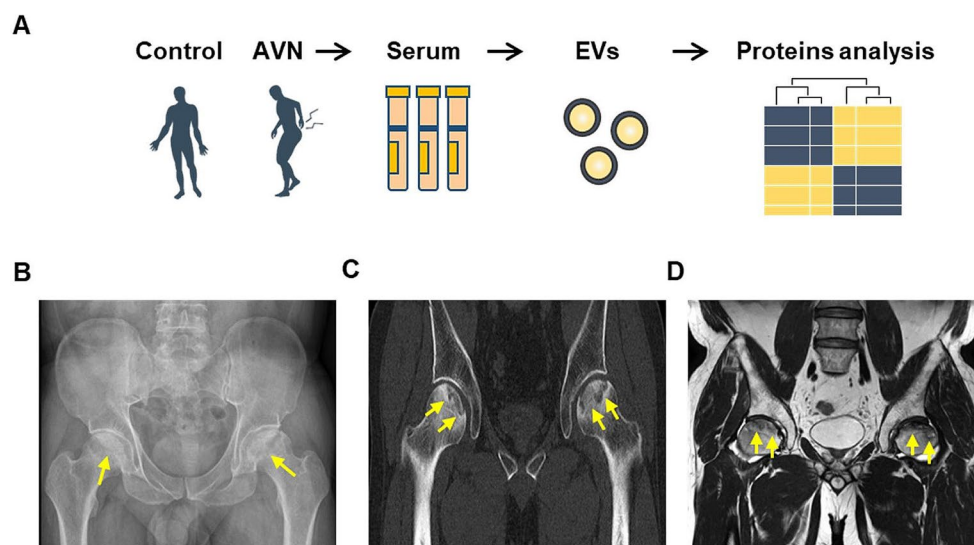 A
Control AVN → Serum → EVs → Proteins analysis
B
C
D